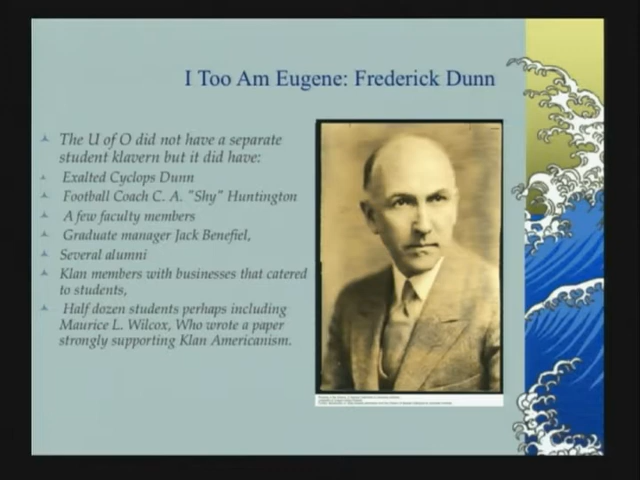 I Too Am Eugene: Frederick Dunn
The U of O did not have a separate
student klavern but it did have:
Exalted Cyclops Dunn
Football Coach C. A. "Shy" Huntington
A few faculty members
Graduate manager Jack Benefiel,
Several alumni
Klan members with businesses that catered
to students,
Half dozen students perhaps including
Maurice L. Wilcox, Who wrote a paper
strongly supporting Klan Americanism.